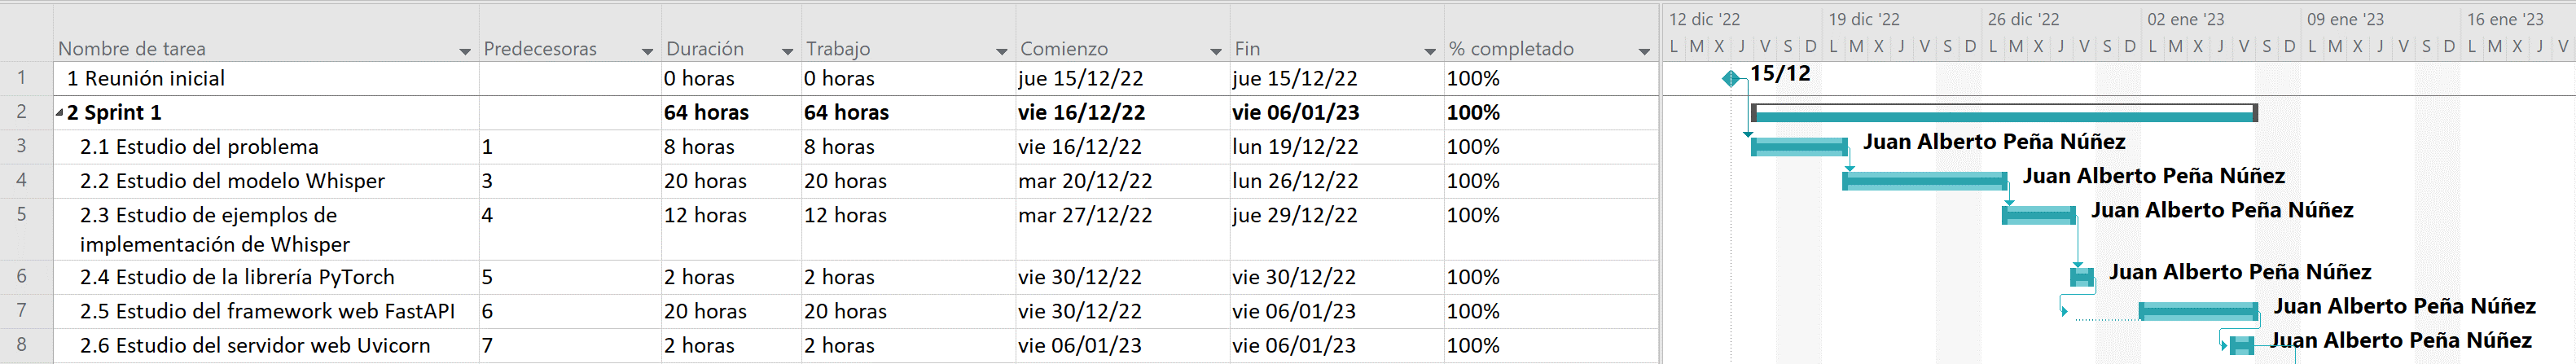 12 dic '22 19 dic '22 26 dic '22 02 ene '23 09 ene '23 16 ene '23
Nombre de tarea Predecesoras Duración Trabajo Comienzo Fin % completado L M X J V S D L M X J V S D L M X J V S D L M X J V S D L M X J V S D L M X J V
1 1 Reunión inicial 0 horas 0 horas jue 15/12/22 jue 15/12/22 100% 15/12
2 2 Sprint 1 64 horas 64 horas vie 16/12/22 vie 06/01/23 100%
3 2.1 Estudio del problema 1 8 horas 8 horas vie 16/12/22 lun 19/12/22 100% Juan Alberto Peña Núñez
4 2.2 Estudio del modelo Whisper 3 20 horas 20 horas mar 20/12/22 lun 26/12/22 100% Juan Alberto Peña Núñez
5 2.3 Estudio de ejemplos de 4 12 horas 12 horas mar 27/12/22 jue 29/12/22 100% Juan Alberto Peña Núñez
implementación de Whisper
6 2.4 Estudio de la librería PyTorch 5 2 horas 2 horas vie 30/12/22 vie 30/12/22 100% Juan Alberto Peña Núñez
7 2.5 Estudio del framework web FastAPI 6 20 horas 20 horas vie 30/12/22 vie 06/01/23 100% Juan Alberto Peña Núñez
8 2.6 Estudio del servidor web Uvicorn 7 2 horas 2 horas vie 06/01/23 vie 06/01/23 100% Juan Alberto Peña Núñez